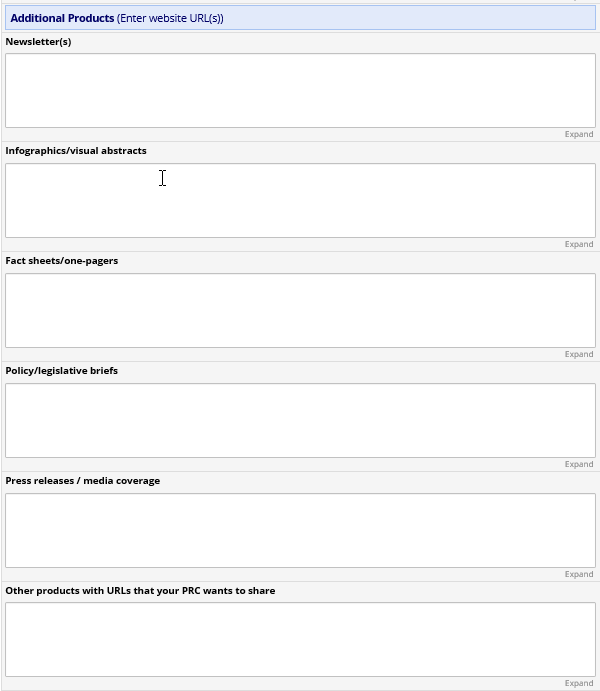 Additional Products (Enter website URL(s))
Newsletter(s)
Expand
Infographics/visual abstracts
Expand
Fact sheets/one-pagers
Expand
Policy/legislative briefs
Expand
Press releases / media coverage
Expand
Other products with URLs that your PRC wants to share
Expand